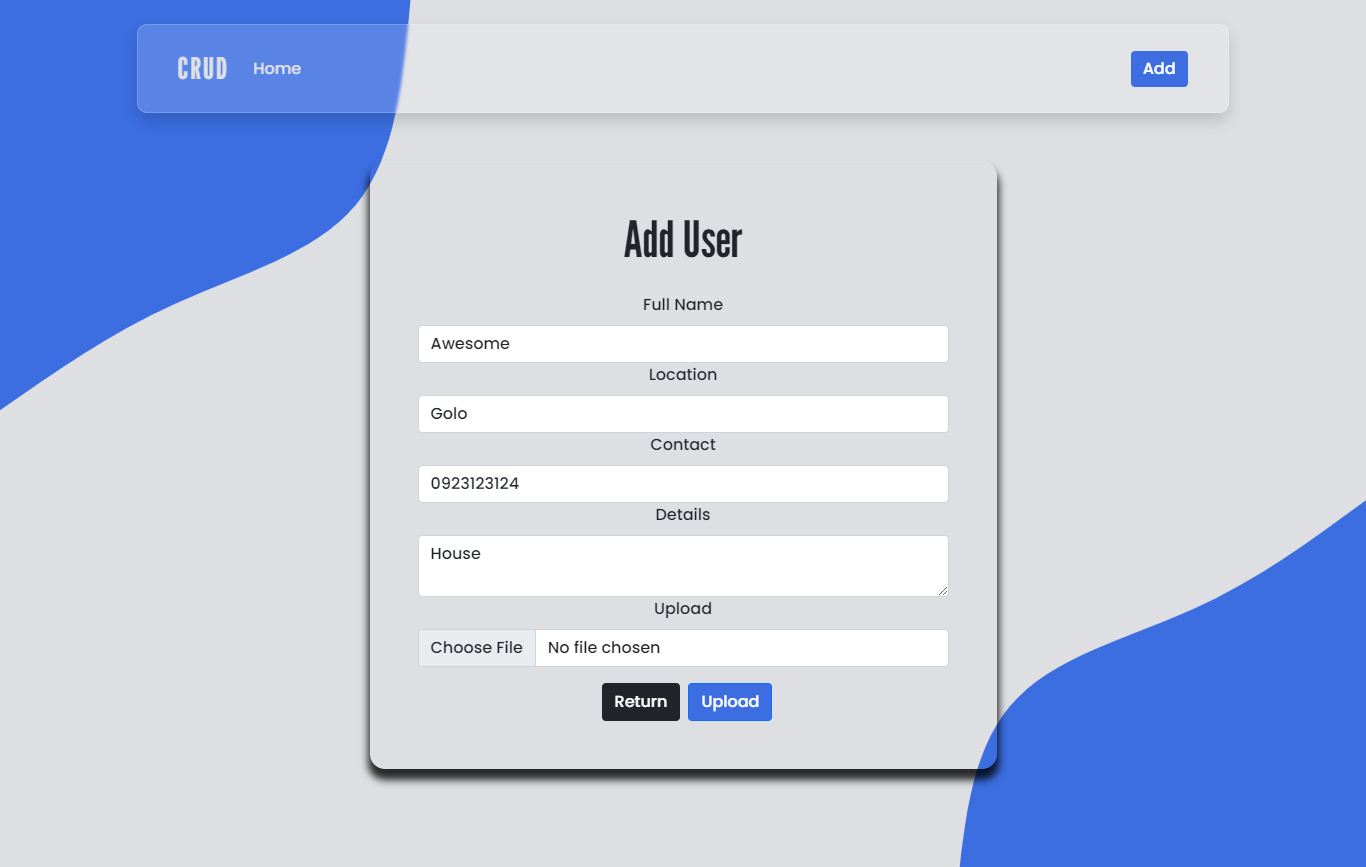 CRUD Home Add
Add User
Full Name
Awesome
Location
Golo
Contact
0923123124
Details
House
Upload
Choose File No file chosen
Return Upload